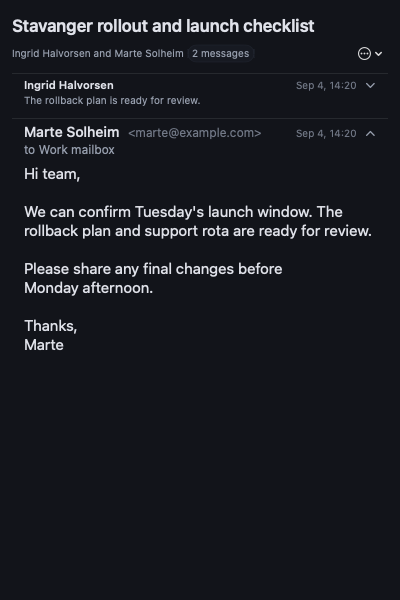 Stavanger rollout and launch checklist
Ingrid Halvorsen and Marte Solheim 2 messages
Ingrid Halvorsen Sep 4, 14:20
The rollback plan is ready for review.
Marte Solheim <marte@example.com> Sep 4, 14:20
to Work mailbox
Hi team,
We can confirm Tuesday's launch window. The
rollback plan and support rota are ready for review.
Please share any final changes before
Monday afternoon.
Thanks,
Marte